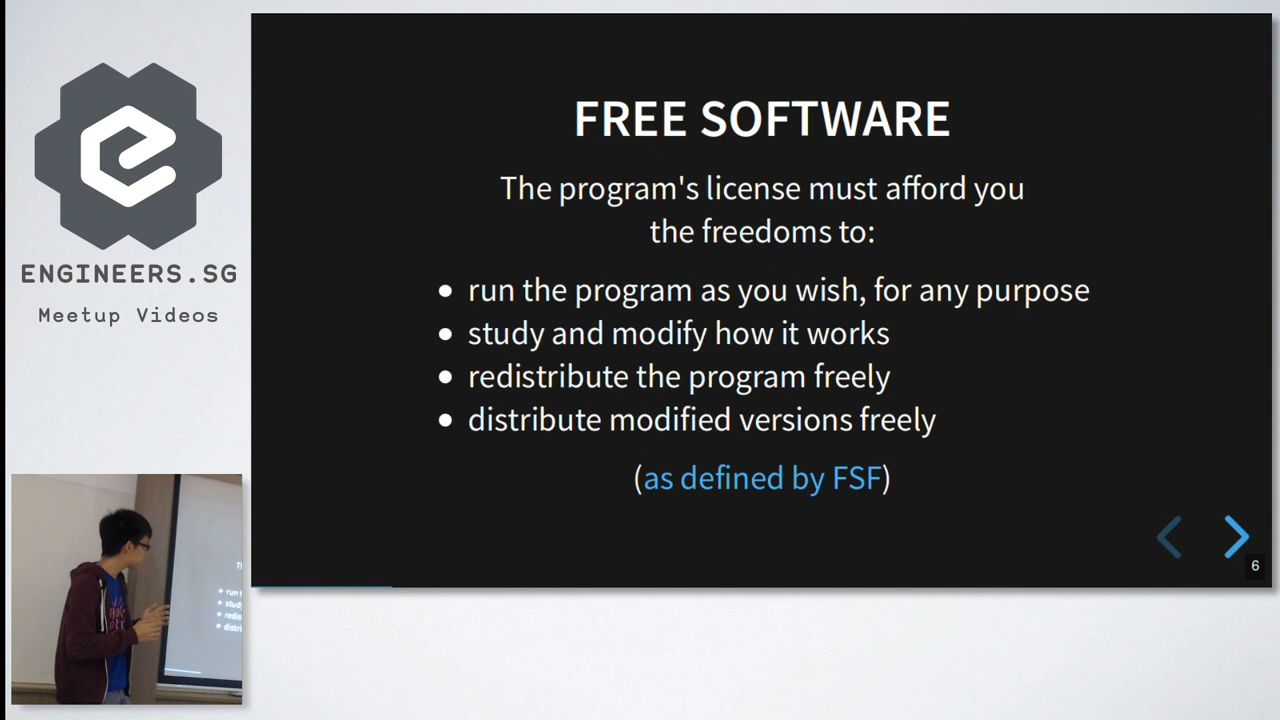 ENGINEERS.SG
Meetup Videos
FREE SOFTWARE
The program's license must afford you
the freedoms to:
• run the program as you wish, for any purpose
• study and modify how it works
• redistribute the program freely
• distribute modified versions freely
(as defined by FSF)
6